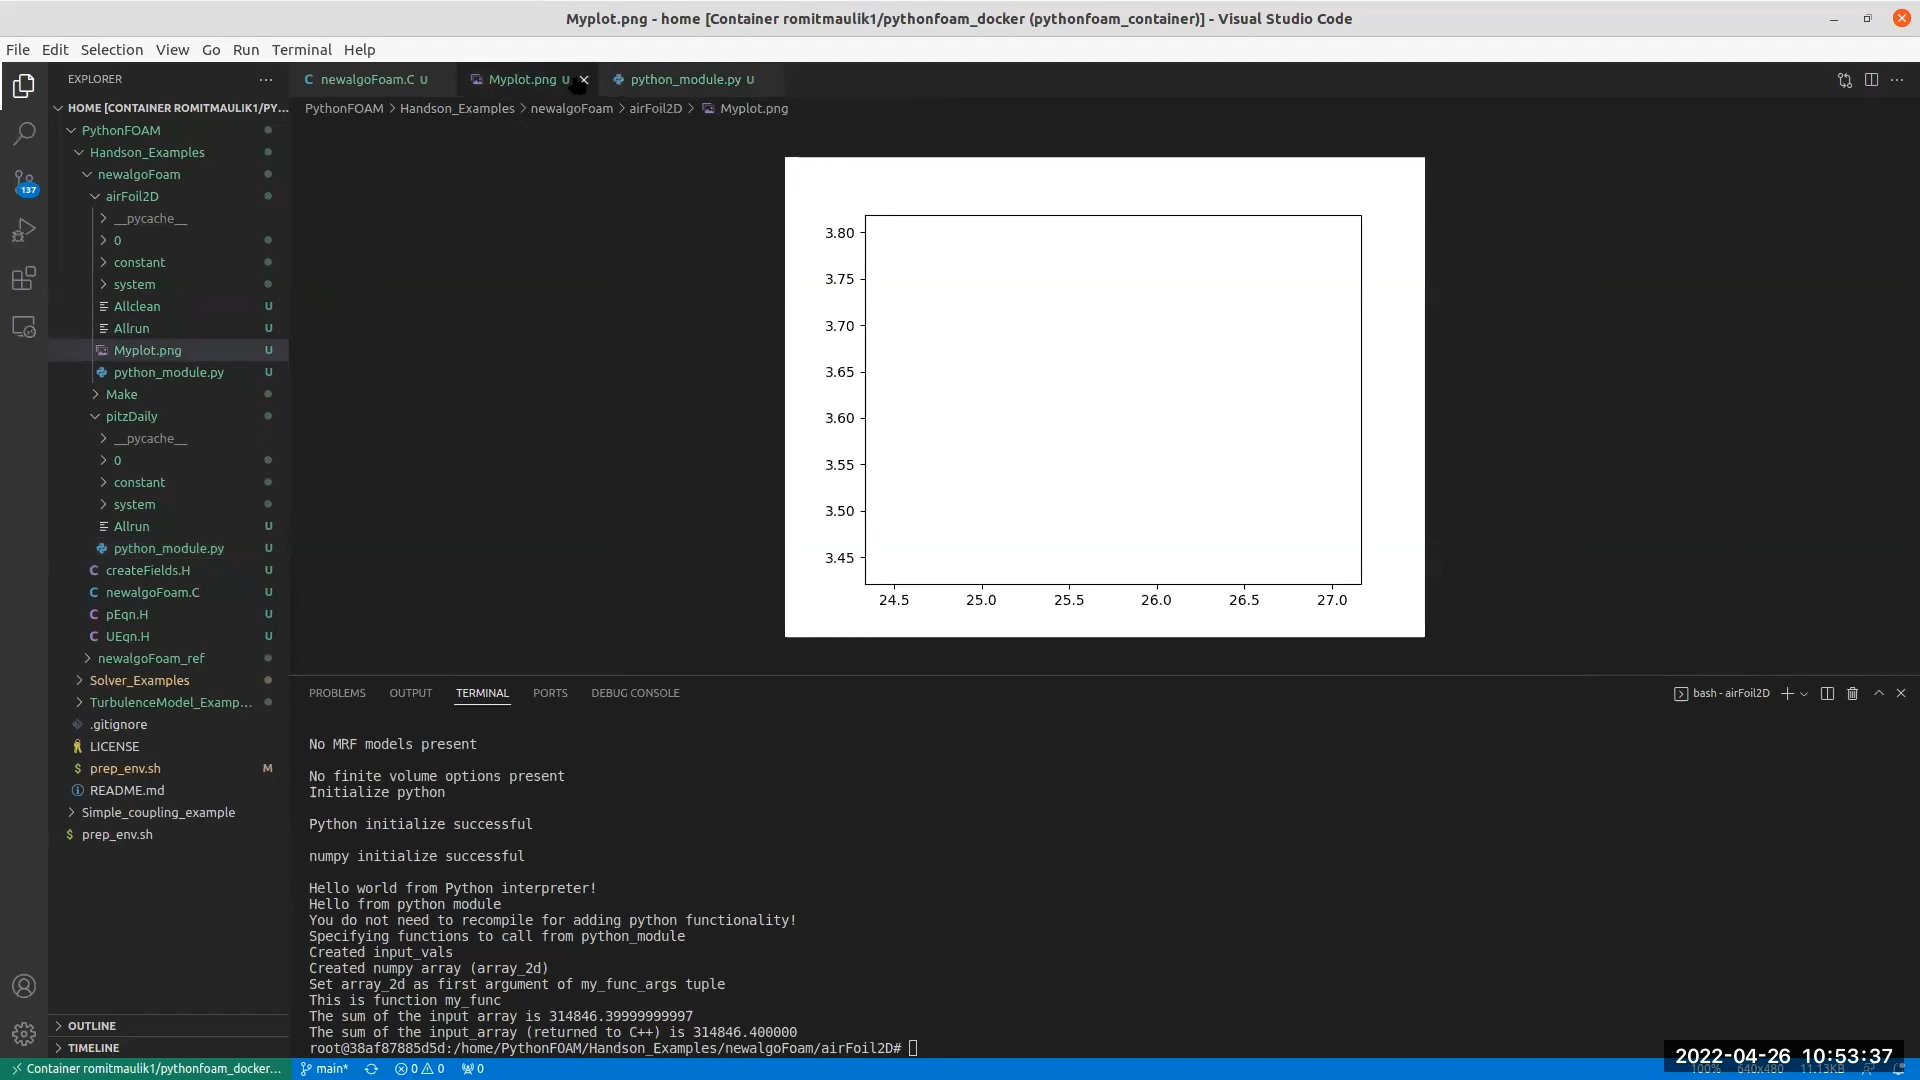 Myplot.png - home [Container romitmaulik1/pythonfoam_docker (pythonfoam_container)] - Visual Studio Code
File Edit Selection View Go Run Terminal Help
EXPLORER
newalgoFoam.C U
Myplot.png U
python_module.py U
HOME [CONTAINER ROMITMAULIK1/PY...
PythonFOAM > Handson_Examples > newalgoFoam > airFoil2D > Myplot.png
PythonFOAM
Handson_Examples
newalgoFoam
airFoil2D
__pycache__
0
constant
system
Allclean U
Allrun U
Myplot.png U
python_module.py U
Make
pitzDaily
__pycache__
0
constant
system
Allrun U
python_module.py U
createFields.H U
newalgoFoam.C U
pEqn.H U
UEqn.H U
newalgoFoam_ref
Solver_Examples
TurbulenceModel_Examp...
.gitignore
LICENSE
prep_env.sh M
README.md
Simple_coupling_example
prep_env.sh
137
OUTLINE
TIMELINE
3.80
3.75
3.70
3.65
3.60
3.55
3.50
3.45
24.5 25.0 25.5 26.0 26.5 27.0
PROBLEMS OUTPUT TERMINAL PORTS DEBUG CONSOLE
bash - airFoil2D
No MRF models present
No finite volume options present
Initialize python
Python initialize successful
numpy initialize successful
Hello world from Python interpreter!
Hello from python module
You do not need to recompile for adding python functionality!
Specifying functions to call from python_module
Created input_vals
Created numpy array (array_2d)
Set array_2d as first argument of my_func_args tuple
This is function my_func
The sum of the input array is 314846.39999999997
The sum of the input_array (returned to C++) is 314846.400000
root@38af87885d5d:/home/PythonFOAM/Handson_Examples/newalgoFoam/airFoil2D#
2022-04-26 10:53:37
Container romitmaulik1/pythonfoam_docker... main* 0 0 0 100% 640x480 11.13KB